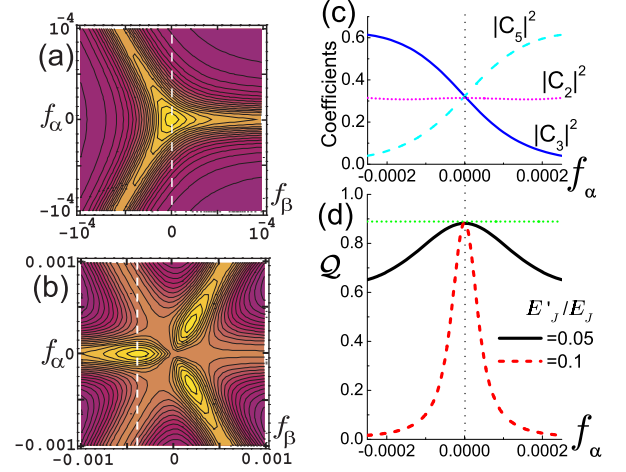 (a)
10⁻⁴
f_α
0
−10⁻⁴
−10⁻⁴
0
10⁻⁴
f_β
(b)
0.001
f_α
0
-0.001
−0.001
0
0.001
f_β
(c)
Coefficients
0.6
0.4
0.2
0.0
|C₅|²
|C₂|²
|C₃|²
-0.0002
0.0000
0.0002
f_α
(d)
Q
1.0
0.8
0.6
0.4
0.2
0.0
E'_J/E_J
=0.05
=0.1
-0.0002
0.0000
0.0002
f_α